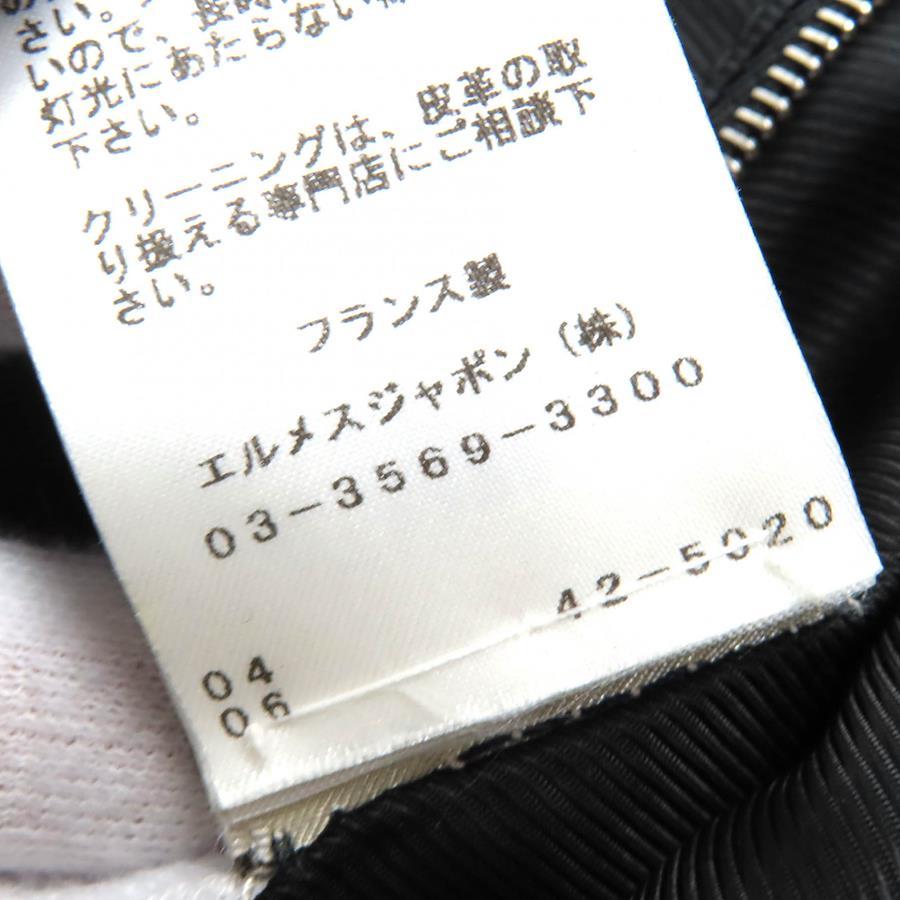 さい。
いので、長時
灯光にあたらない
下さい。
クリーニングは、皮革の取
り扱える専門店にご相談下
さい。
フランス製
エルメスジャポン（株）
03-3569-3300
42-5020
04
06